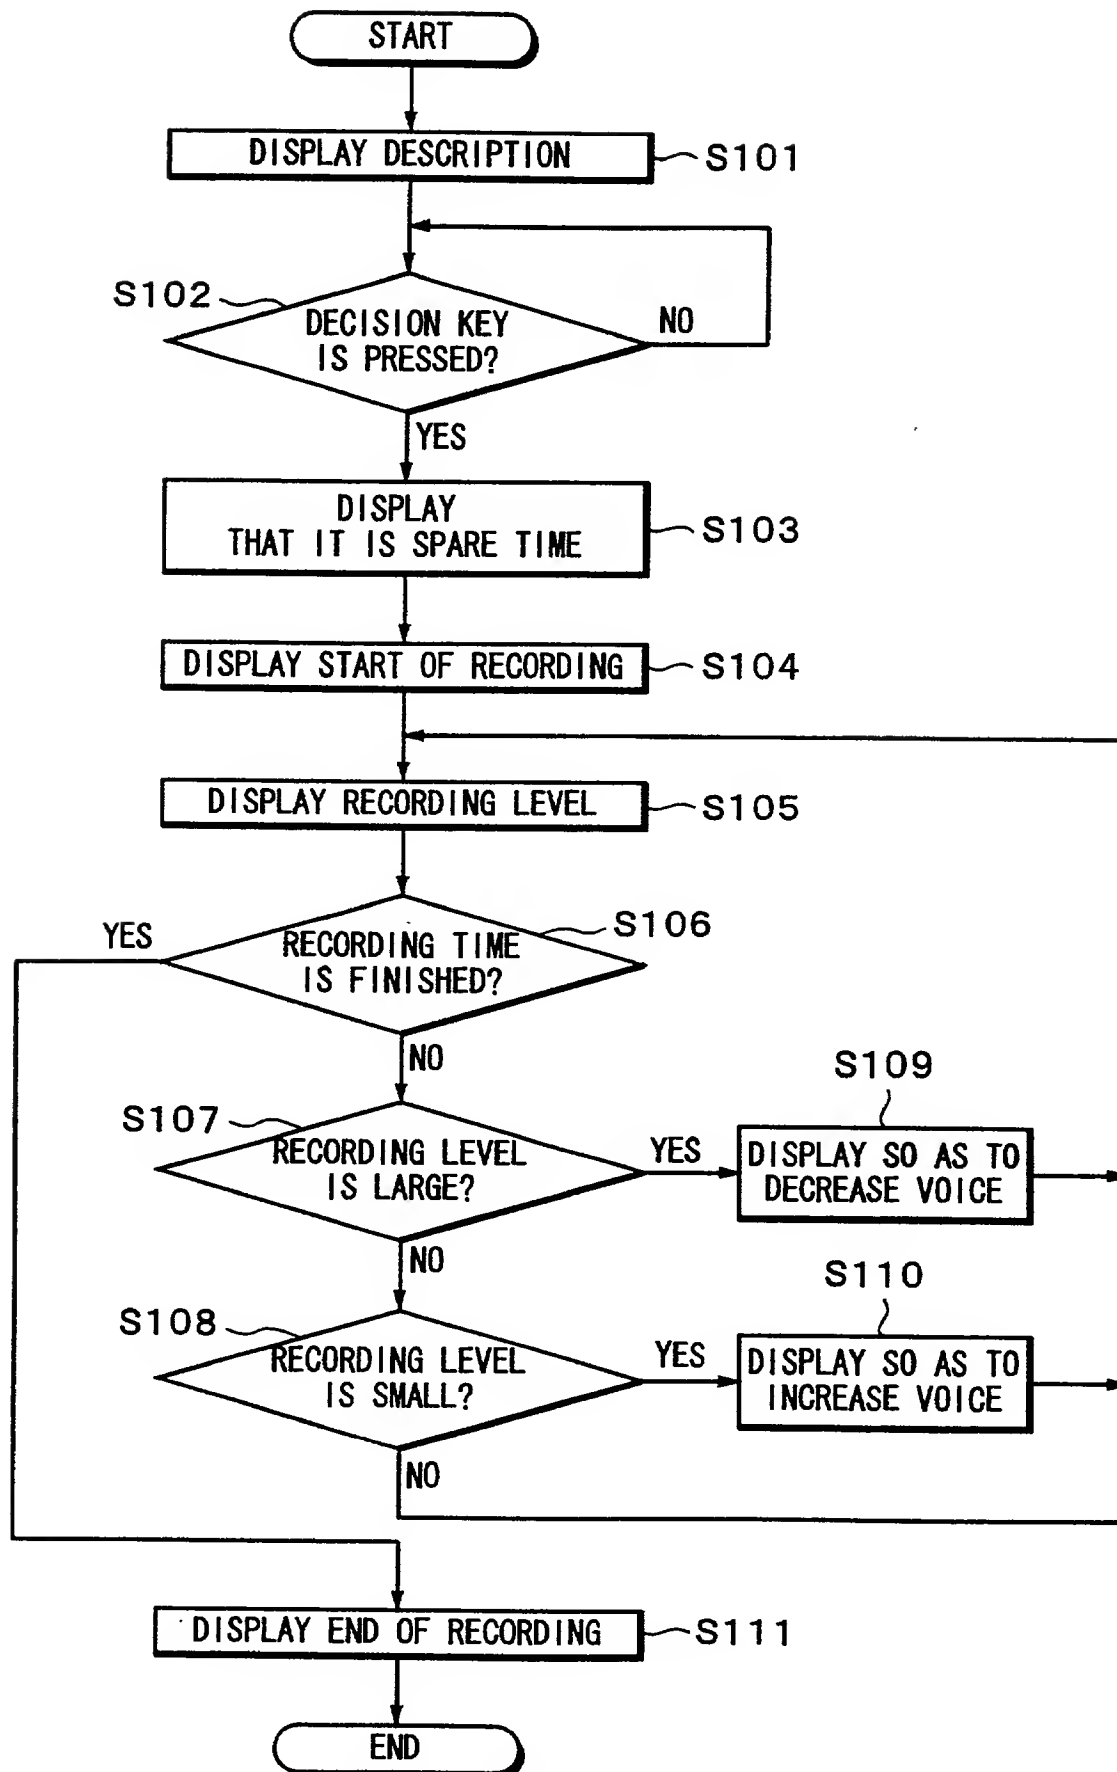 START
DISPLAY DESCRIPTION
S101
S102
DECISION KEY
IS PRESSED?
NO
YES
DISPLAY
THAT IT IS SPARE TIME
S103
DISPLAY START OF RECORDING
S104
DISPLAY RECORDING LEVEL
S105
YES
RECORDING TIME
IS FINISHED?
S106
NO
S107
RECORDING LEVEL
IS LARGE?
YES
S109
DISPLAY SO AS TO
DECREASE VOICE
NO
S108
RECORDING LEVEL
IS SMALL?
YES
S110
DISPLAY SO AS TO
INCREASE VOICE
NO
DISPLAY END OF RECORDING
S111
END